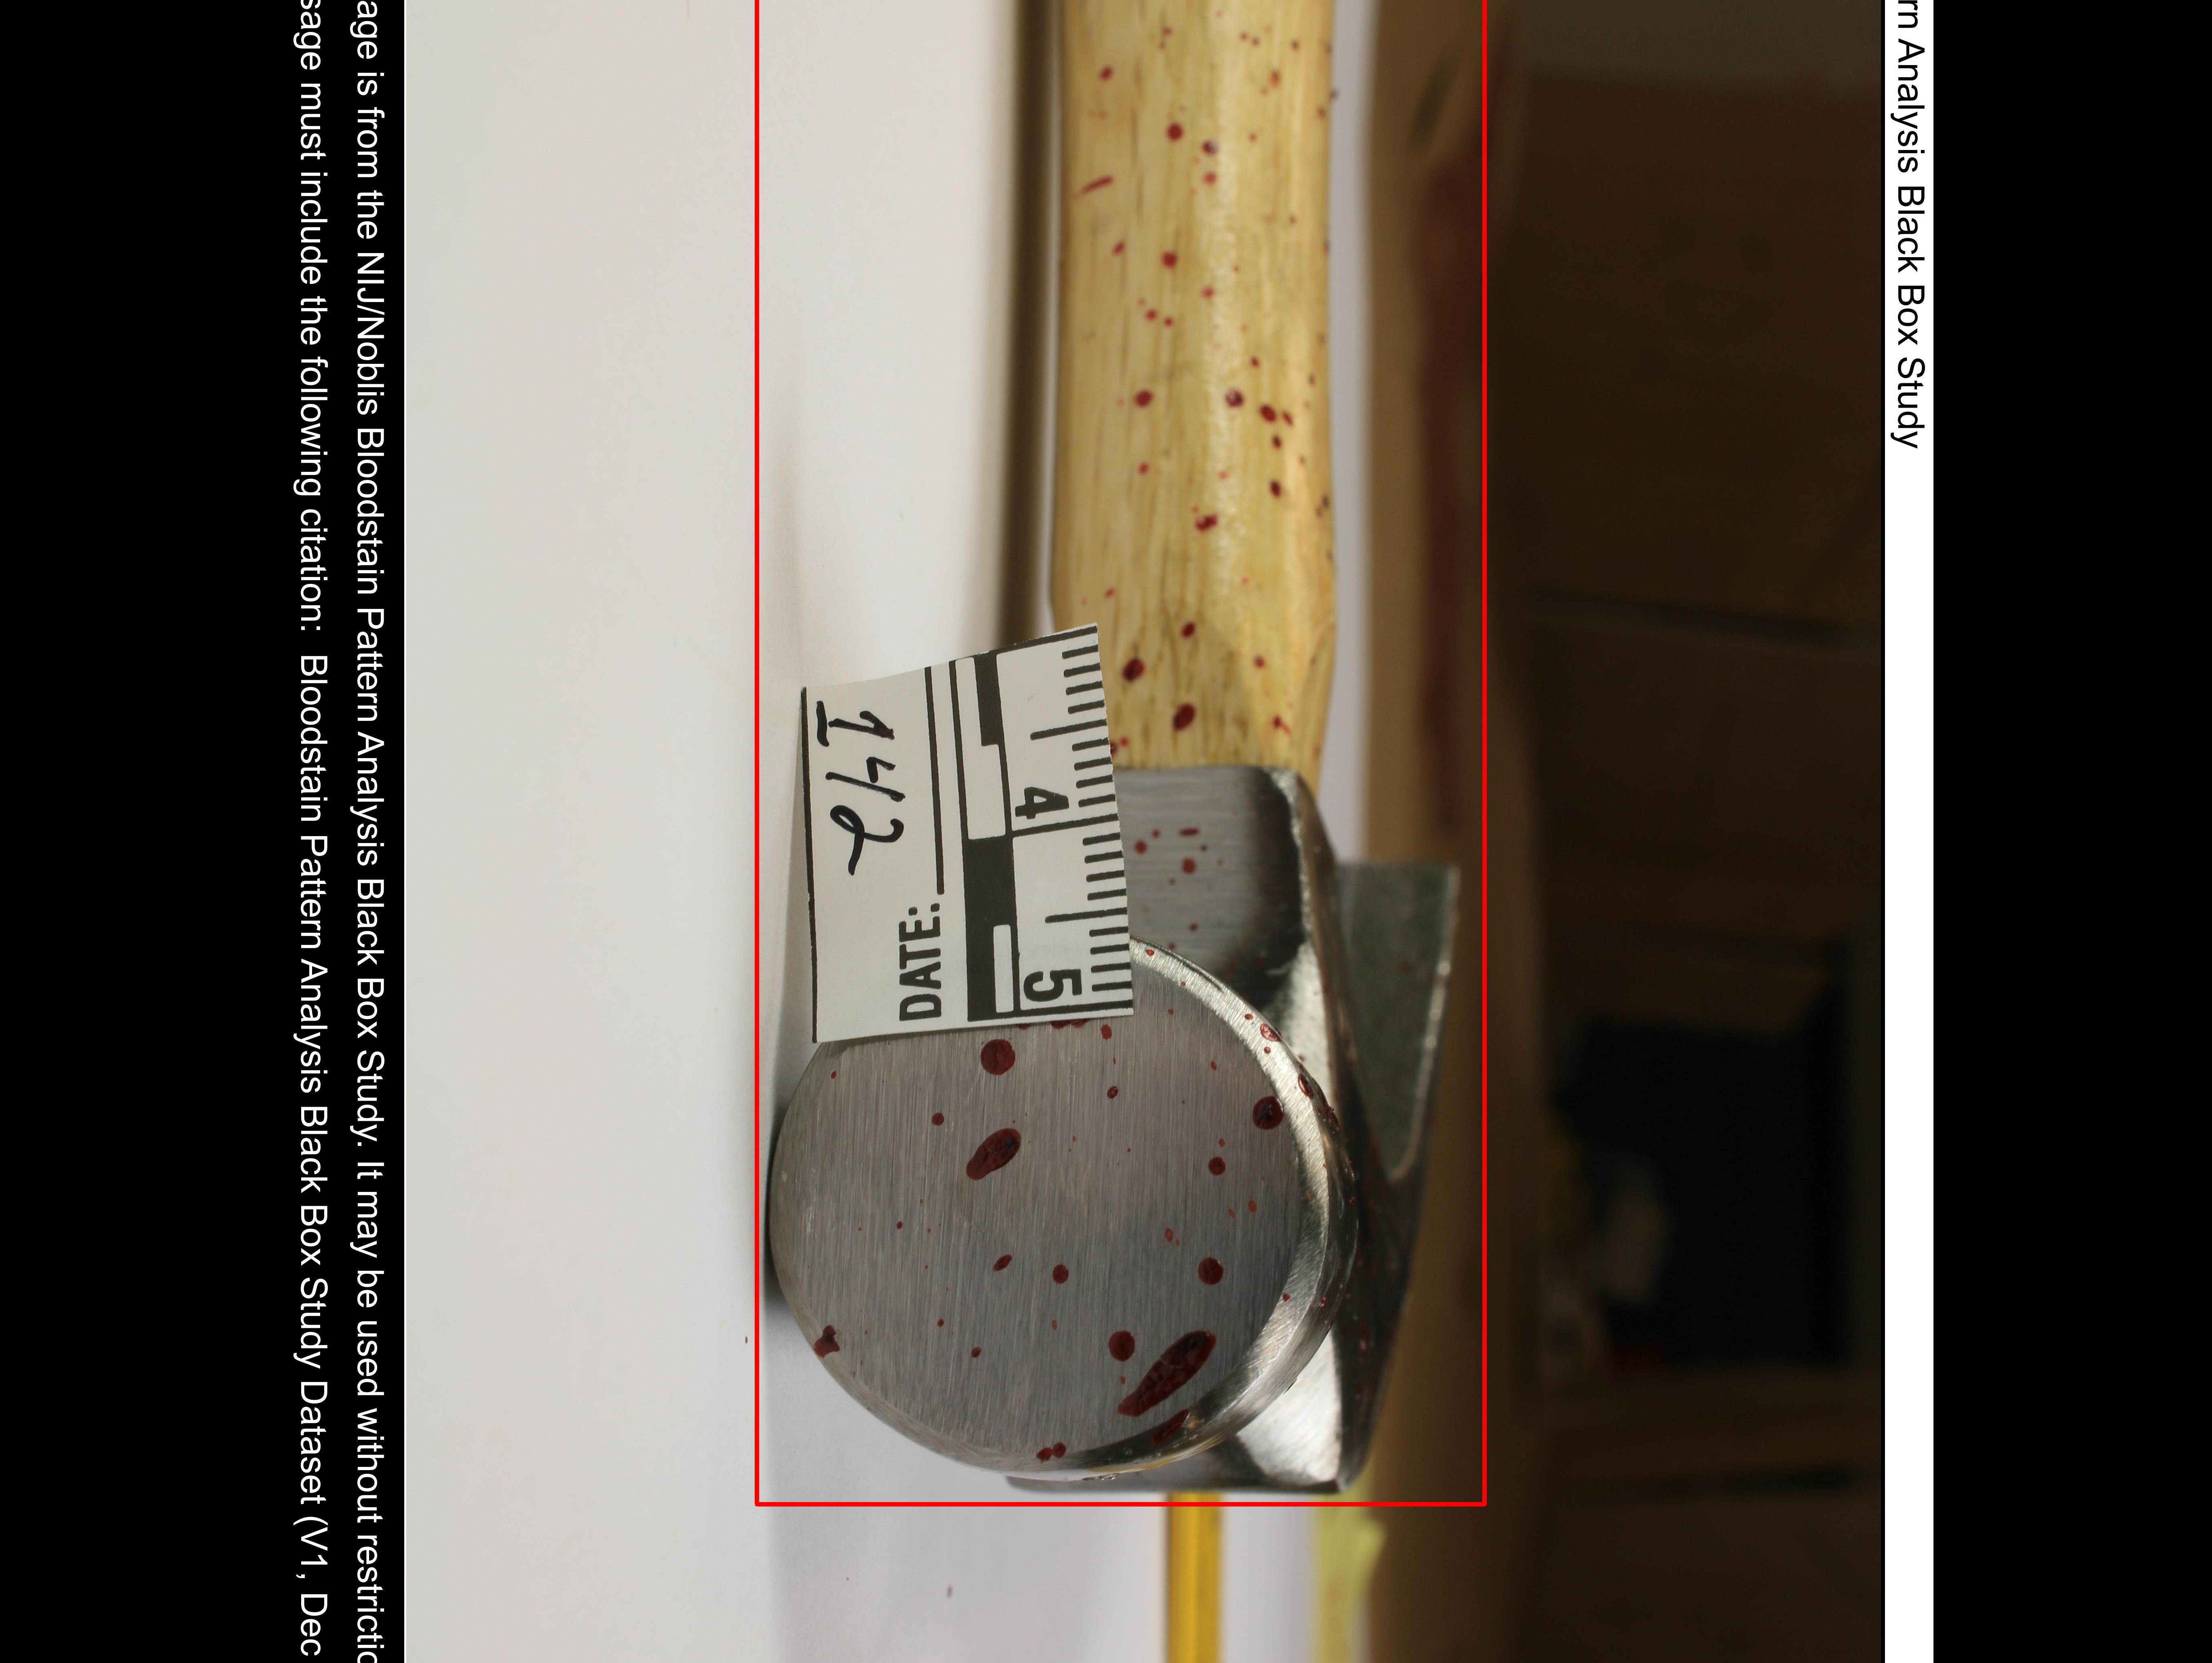 rn Analysis Black Box Study
142
DATE:
4
5
age is from the NIJ/Noblis Bloodstain Pattern Analysis Black Box Study. It may be used without restrictio
sage must include the following citation: Bloodstain Pattern Analysis Black Box Study Dataset (V1, Dec